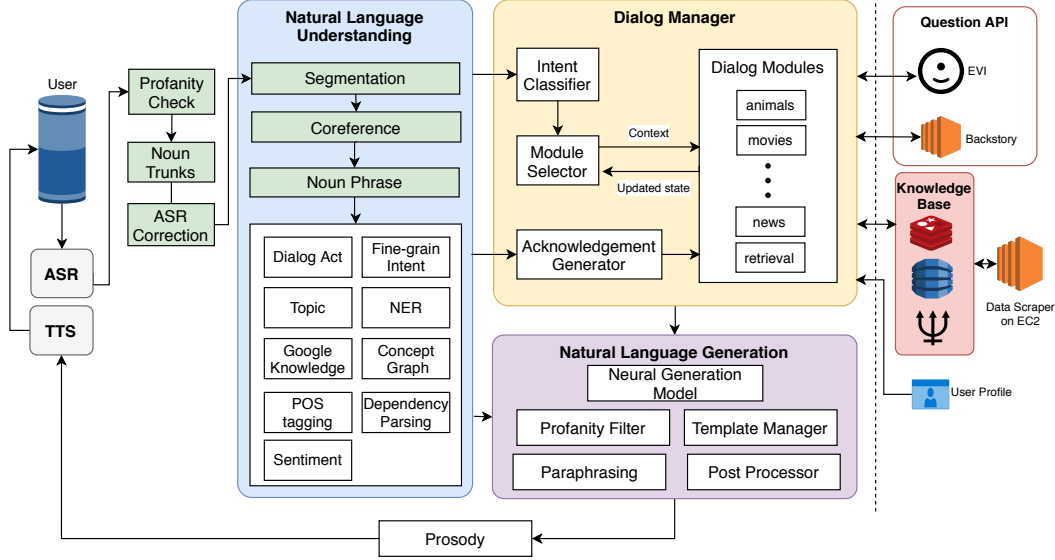 User
ASR
TTS
Profanity
Check
Noun
Trunks
ASR
Correction
Natural Language
Understanding
Segmentation
Coreference
Noun Phrase
Dialog Act
Fine-grain
Intent
Topic
NER
Google
Knowledge
Concept
Graph
POS
tagging
Dependency
Parsing
Sentiment
Dialog Manager
Intent
Classifier
Module
Selector
Context
Updated state
Acknowledgement
Generator
Dialog Modules
animals
movies
news
retrieval
Natural Language Generation
Neural Generation
Model
Profanity Filter
Template Manager
Paraphrasing
Post Processor
Prosody
Question API
EVI
Backstory
Knowledge
Base
Data Scraper
on EC2
User Profile